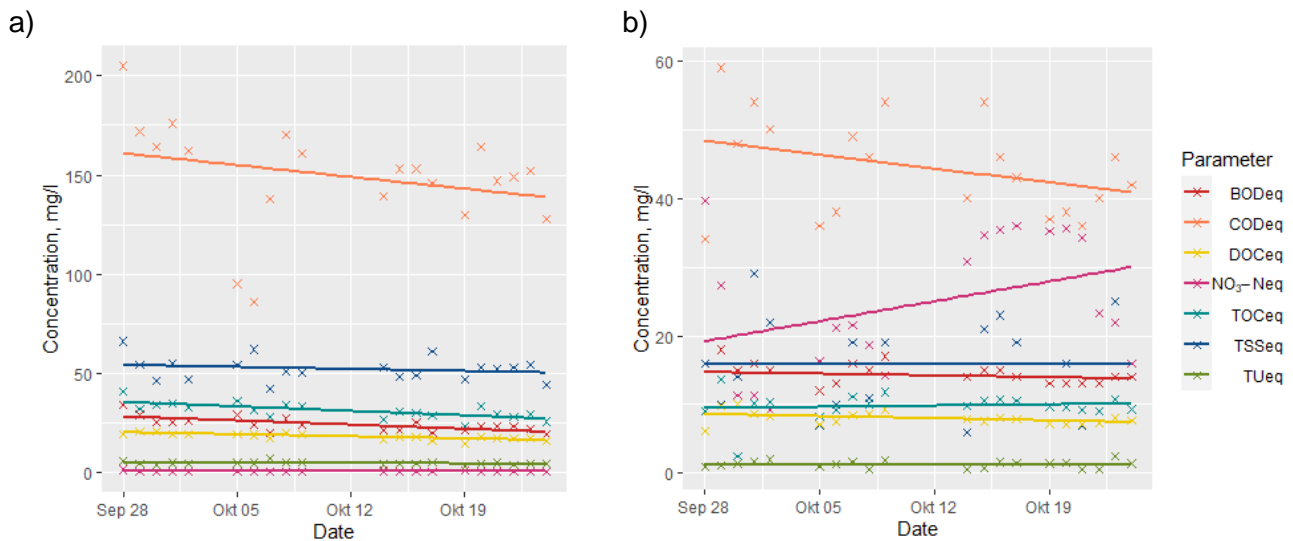 a)
200
150
100
50
0
Concentration, mg/l
Sep 28
Okt 05
Okt 12
Okt 19
Date
b)
60
40
20
0
Concentration, mg/l
Sep 28
Okt 05
Okt 12
Okt 19
Date
Parameter
BODeq
CODeq
DOCeq
NO₃−Neq
TOCeq
TSSeq
TUeq